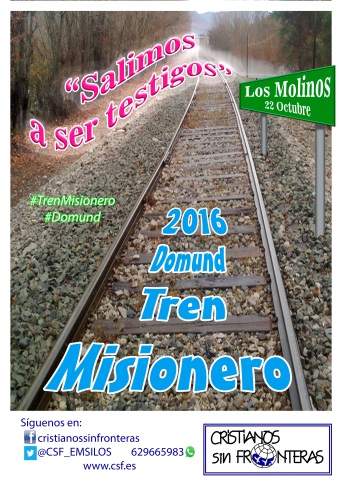 “Salimos
a ser testigos”
Los Molinos
22 Octubre
#TrenMisionero
#Domund
2016
Domund
Tren
Misionero
Síguenos en:
cristianossinfronteras
@CSF_EMSILOS 629665983
www.csf.es
CRISTIANOS
SIN FRONTERAS